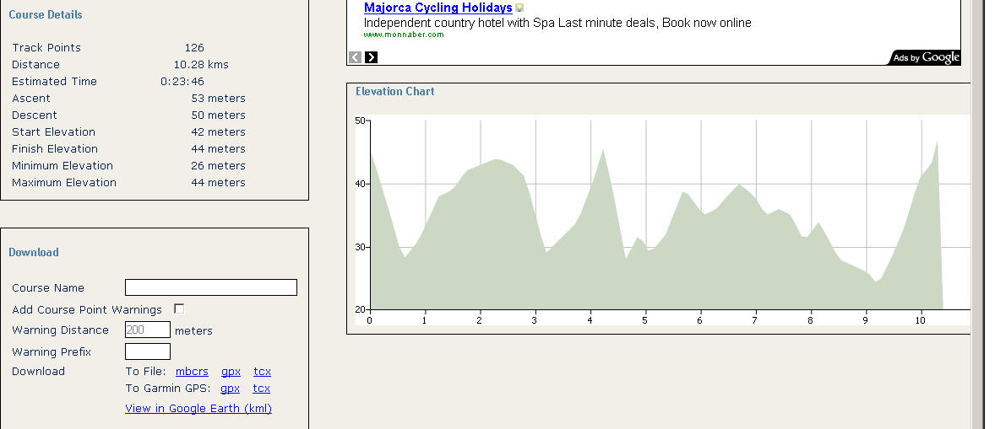 Course Details
Track Points 126
Distance 10.28 kms
Estimated Time 0:23:46
Ascent 53 meters
Descent 50 meters
Start Elevation 42 meters
Finish Elevation 44 meters
Minimum Elevation 26 meters
Maximum Elevation 44 meters
Download
Course Name
Add Course Point Warnings
Warning Distance 200 meters
Warning Prefix
Download To File: mbcrs gpx tcx
To Garmin GPS: gpx tcx
View in Google Earth (kml)
Majorca Cycling Holidays
Independent country hotel with Spa Last minute deals, Book now online
www.monnaber.com
Ads by Google
Elevation Chart
50
40
30
20
0 1 2 3 4 5 6 7 8 9 10